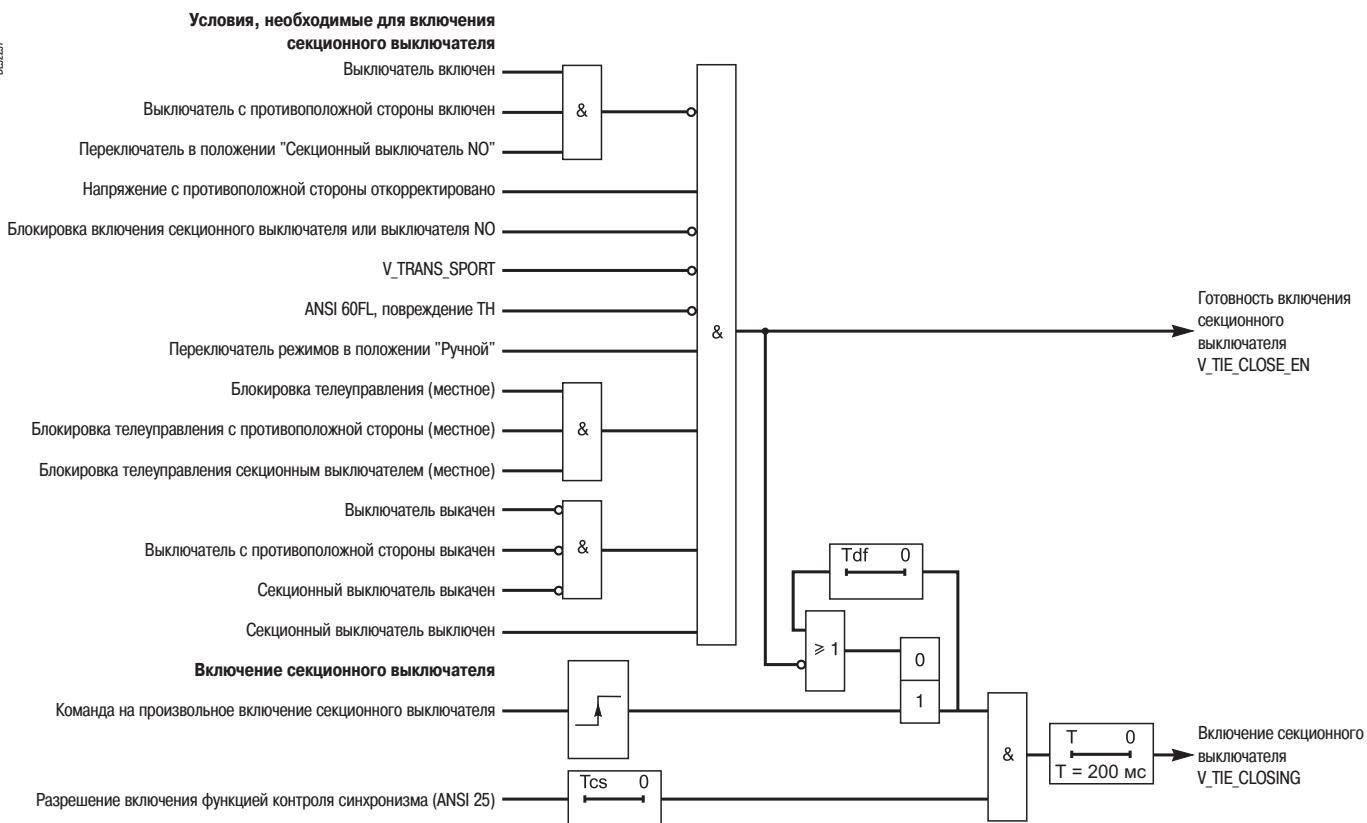 Условия, необходимые для включения
секционного выключателя
Выключатель включен
Выключатель с противоположной стороны включен
Переключатель в положении "Секционный выключатель NO"
&
Напряжение с противоположной стороны откорректировано
Блокировка включения секционного выключателя или выключателя NO
V_TRANS_SPORT
ANSI 60FL, повреждение ТН
Переключатель режимов в положении "Ручной"
&
Готовность включения
секционного
выключателя
V_TIE_CLOSE_EN
Блокировка телеуправления (местное)
Блокировка телеуправления с противоположной стороны (местное)
Блокировка телеуправления секционным выключателем (местное)
&
Выключатель выкачен
Выключатель с противоположной стороны выкачен
Секционный выключатель выкачен
&
Секционный выключатель выключен
Tdf 0
⩾ 1
0
1
Включение секционного выключателя
Команда на произвольное включение секционного выключателя
Разрешение включения функцией контроля синхронизма (ANSI 25)
Tcs 0
&
T 0
T = 200 мс
Включение секционного
выключателя
V_TIE_CLOSING